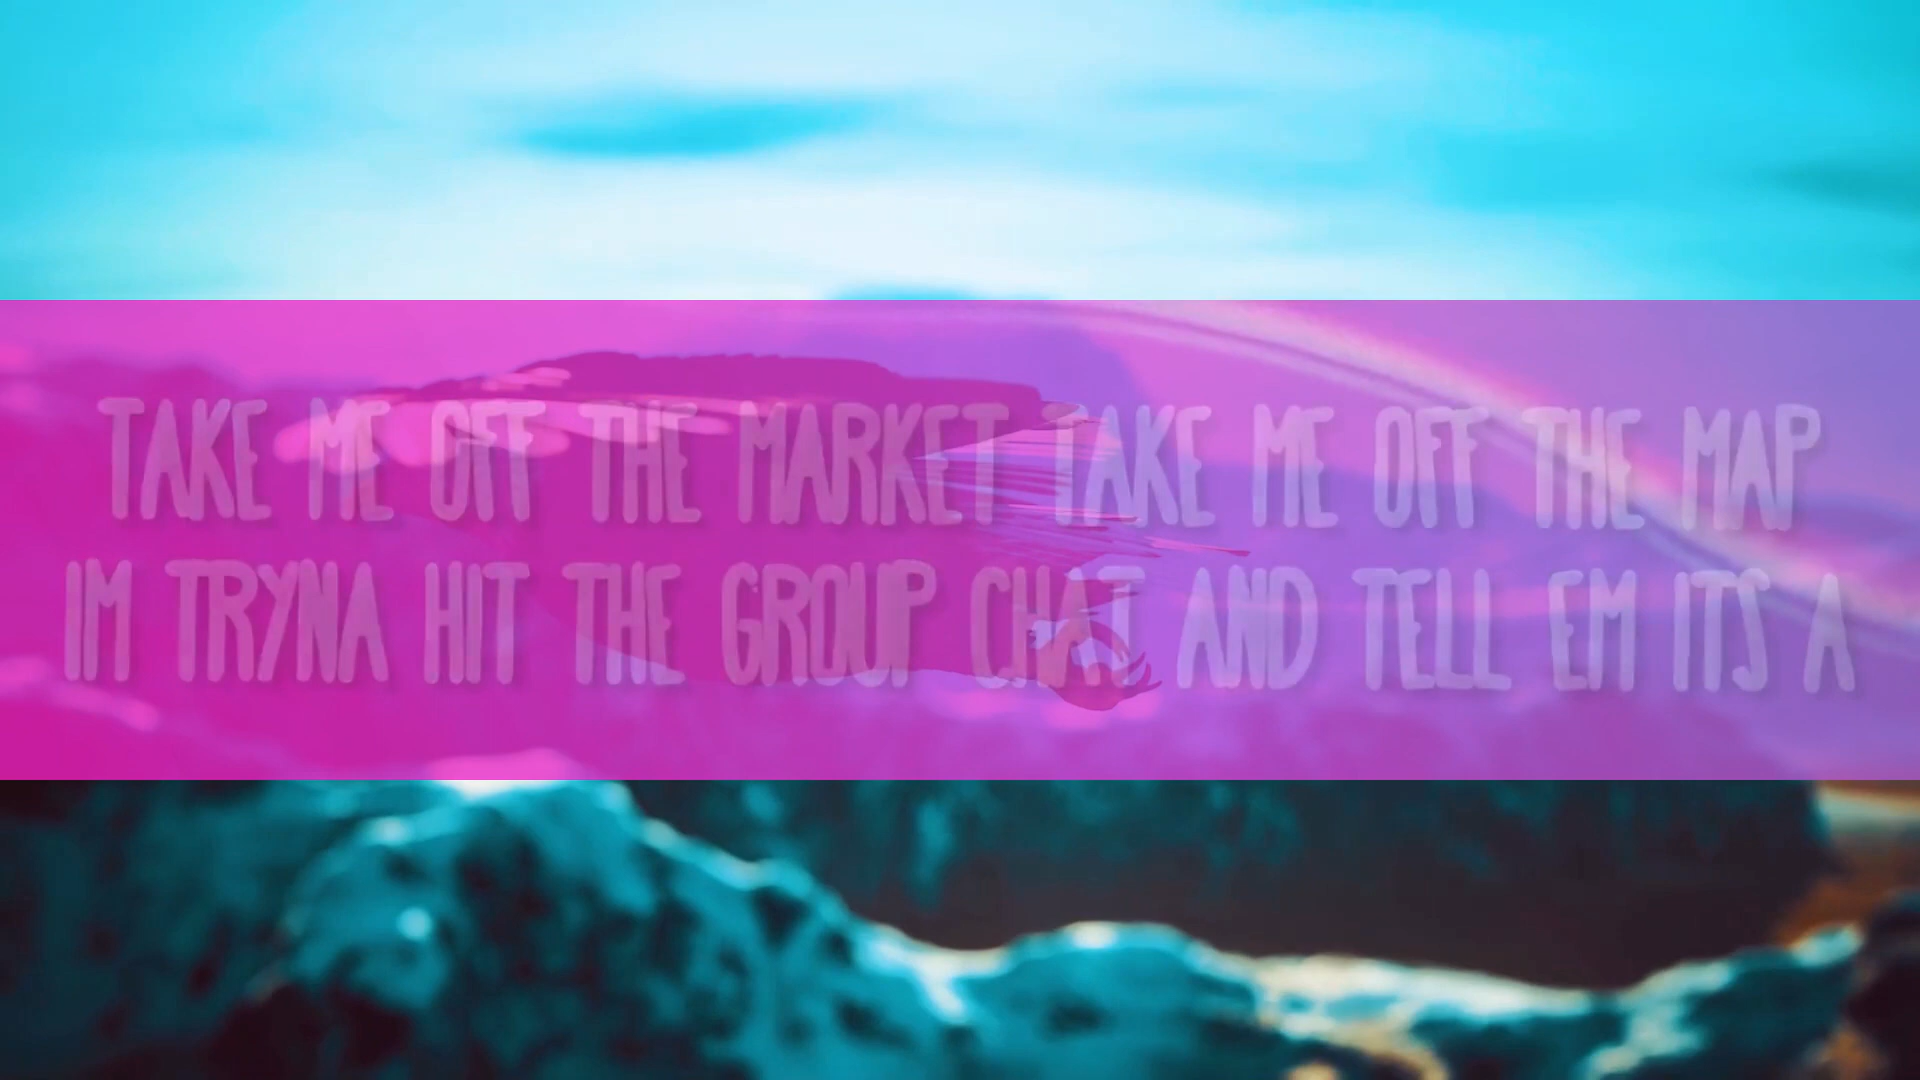 TAKE ME OFF THE MARKET TAKE ME OFF THE MAP
IM TRYNA HIT THE GROUP CHAT AND TELL EM ITS A